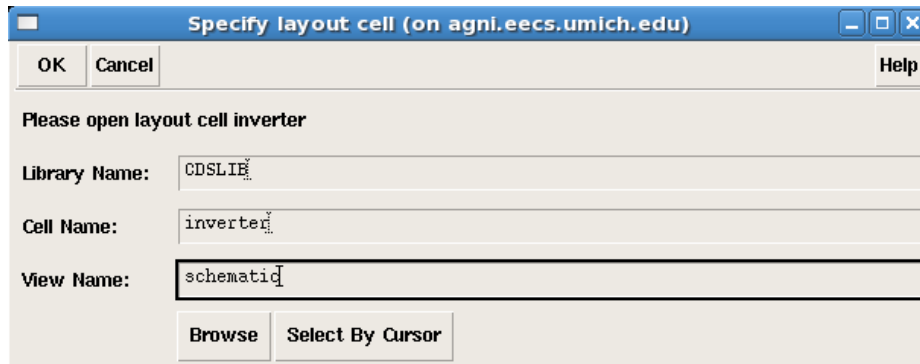 Specify layout cell (on agni.eecs.umich.edu)
OK Cancel Help
Please open layout cell inverter
Library Name: CDSLIB
Cell Name: inverter
View Name: schematic
Browse Select By Cursor